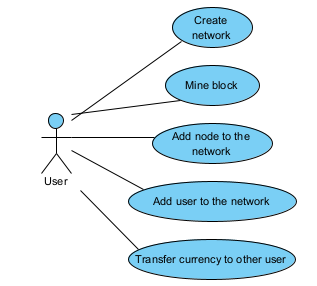 Create
network
Mine block
Add node to the
network
User
Add user to the network
Transfer currency to other user